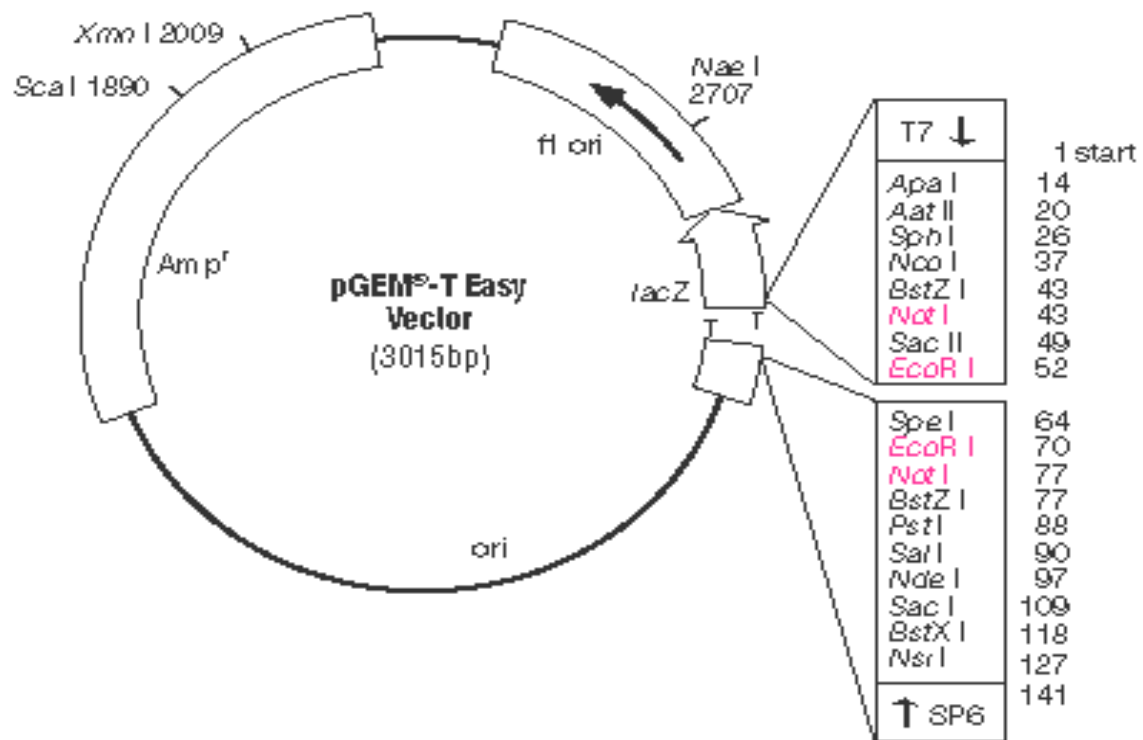 Xmn I 2009
Sca I 1890
Nae I
2707
f1 ori
Amp^r
pGEM®-T Easy
Vector
(3015bp)
lacZ
T T
ori
T7 ↓
1 start
Apa I 14
Aat II 20
Sph I 26
Nco I 37
BstZ I 43
Not I 43
Sac II 49
EcoR I 52
Spe I 64
EcoR I 70
Not I 77
BstZ I 77
Pst I 88
Sal I 90
Nde I 97
Sac I 109
BstX I 118
Nsi I 127
141
↑ SP6